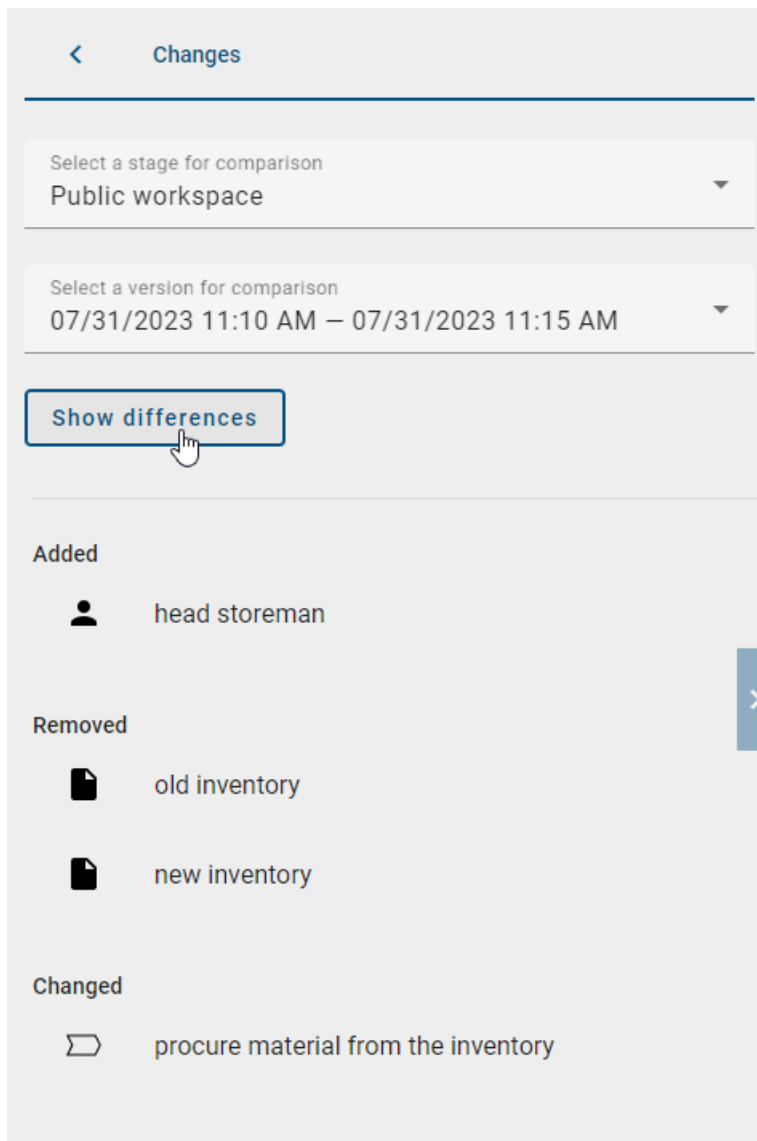 Changes
Select a stage for comparison
Public workspace
Select a version for comparison
07/31/2023 11:10 AM — 07/31/2023 11:15 AM
Show differences
Added
head storeman
Removed
old inventory
new inventory
Changed
procure material from the inventory